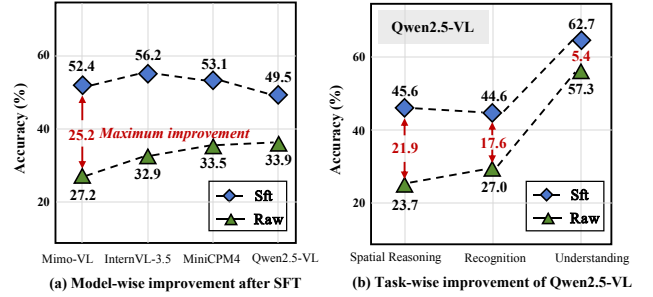 Accuracy (%)
60
40
20
52.4
56.2
53.1
49.5
25.2
Maximum improvement
27.2
32.9
33.5
33.9
Sft
Raw
Mimo-VL
InternVL-3.5
MiniCPM4
Qwen2.5-VL
(a) Model-wise improvement after SFT
Accuracy (%)
60
40
20
Qwen2.5-VL
62.7
5.4
57.3
45.6
44.6
21.9
17.6
23.7
27.0
Sft
Raw
Spatial Reasoning
Recognition
Understanding
(b) Task-wise improvement of Qwen2.5-VL